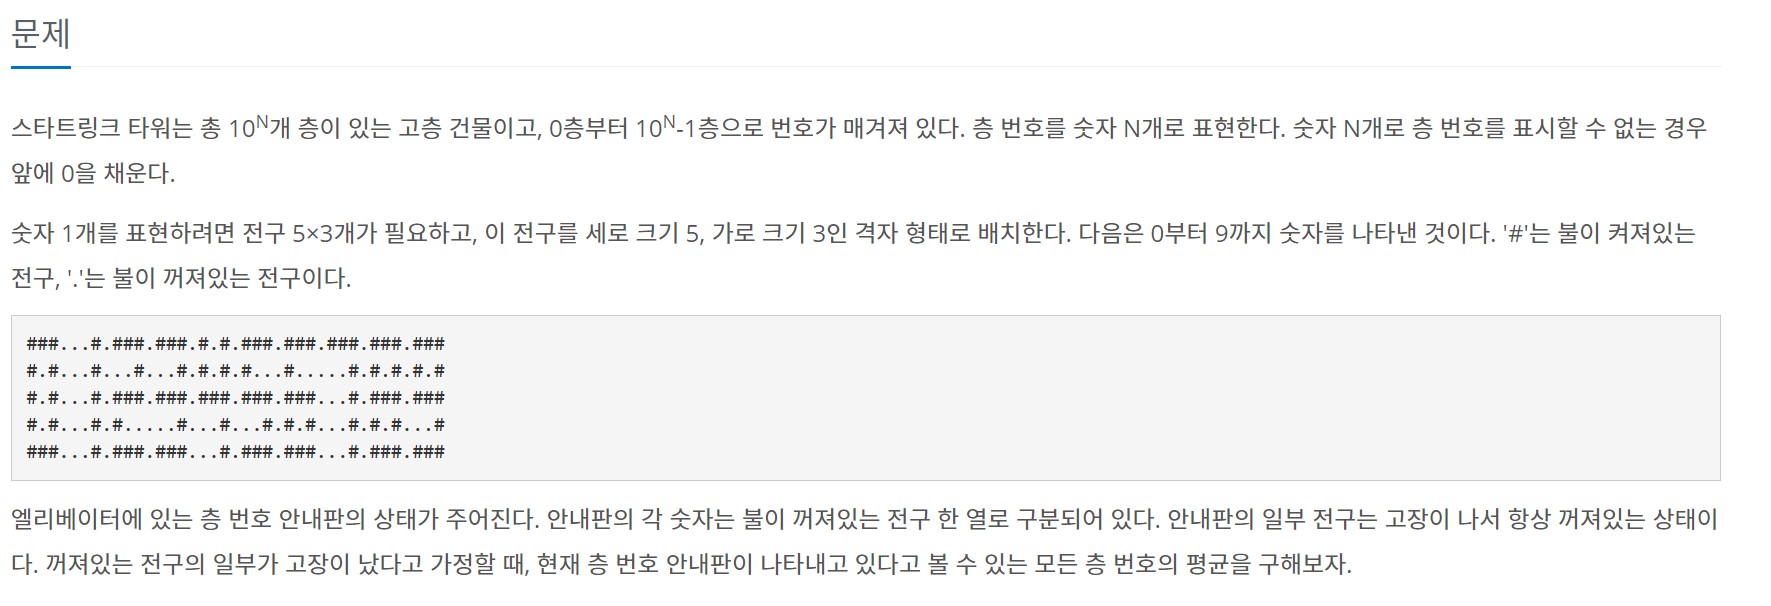 문제
스타트링크 타워는 총 10^N개 층이 있는 고층 건물이고, 0층부터 10^N-1층으로 번호가 매겨져 있다. 층 번호를 숫자 N개로 표현한다. 숫자 N개로 층 번호를 표시할 수 없는 경우
앞에 0을 채운다.
숫자 1개를 표현하려면 전구 5×3개가 필요하고, 이 전구를 세로 크기 5, 가로 크기 3인 격자 형태로 배치한다. 다음은 0부터 9까지 숫자를 나타낸 것이다. '#'는 불이 켜져있는
전구, '.'는 불이 꺼져있는 전구이다.
###...#.###.###.#.#.###.###.###.###.###
#.#...#...#...#.#.#.#...#.....#.#.#.#.#
#.#...#.###.###.###.###.###...#.###.###
#.#...#.#.....#...#...#.#.#...#.#.#...#
###...#.###.###...#.###.###...#.###.###
엘리베이터에 있는 층 번호 안내판의 상태가 주어진다. 안내판의 각 숫자는 불이 꺼져있는 전구 한 열로 구분되어 있다. 안내판의 일부 전구는 고장이 나서 항상 꺼져있는 상태이
다. 꺼져있는 전구의 일부가 고장이 났다고 가정할 때, 현재 층 번호 안내판이 나타내고 있다고 볼 수 있는 모든 층 번호의 평균을 구해보자.